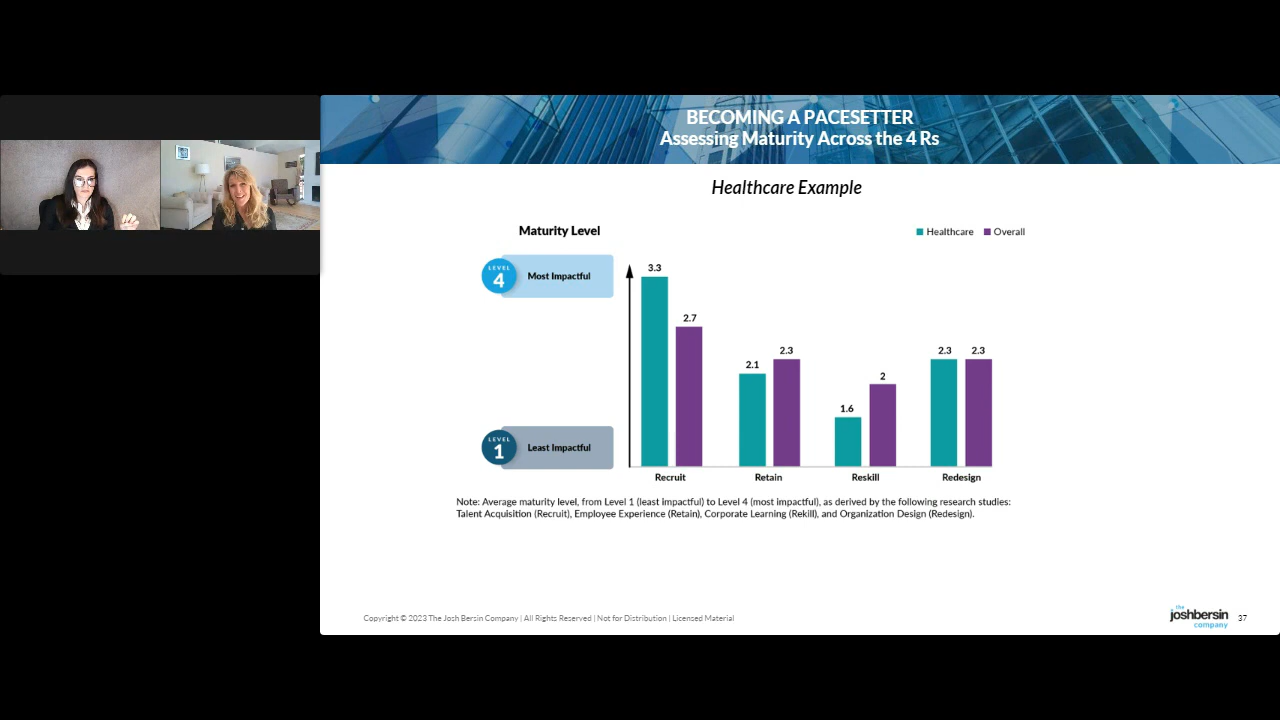 BECOMING A PACESETTER
Assessing Maturity Across the 4 Rs
Healthcare Example
Maturity Level
Healthcare
Overall
LEVEL
4
Most Impactful
LEVEL
1
Least Impactful
3.3
2.7
2.1
2.3
1.6
2
2.3
2.3
Recruit
Retain
Reskill
Redesign
Note: Average maturity level, from Level 1 (least impactful) to Level 4 (most impactful), as derived by the following research studies:
Talent Acquisition (Recruit), Employee Experience (Retain), Corporate Learning (Rekill), and Organization Design (Redesign).
Copyright © 2023 The Josh Bersin Company | All Rights Reserved | Not for Distribution | Licensed Material
the
joshbersin
company
37